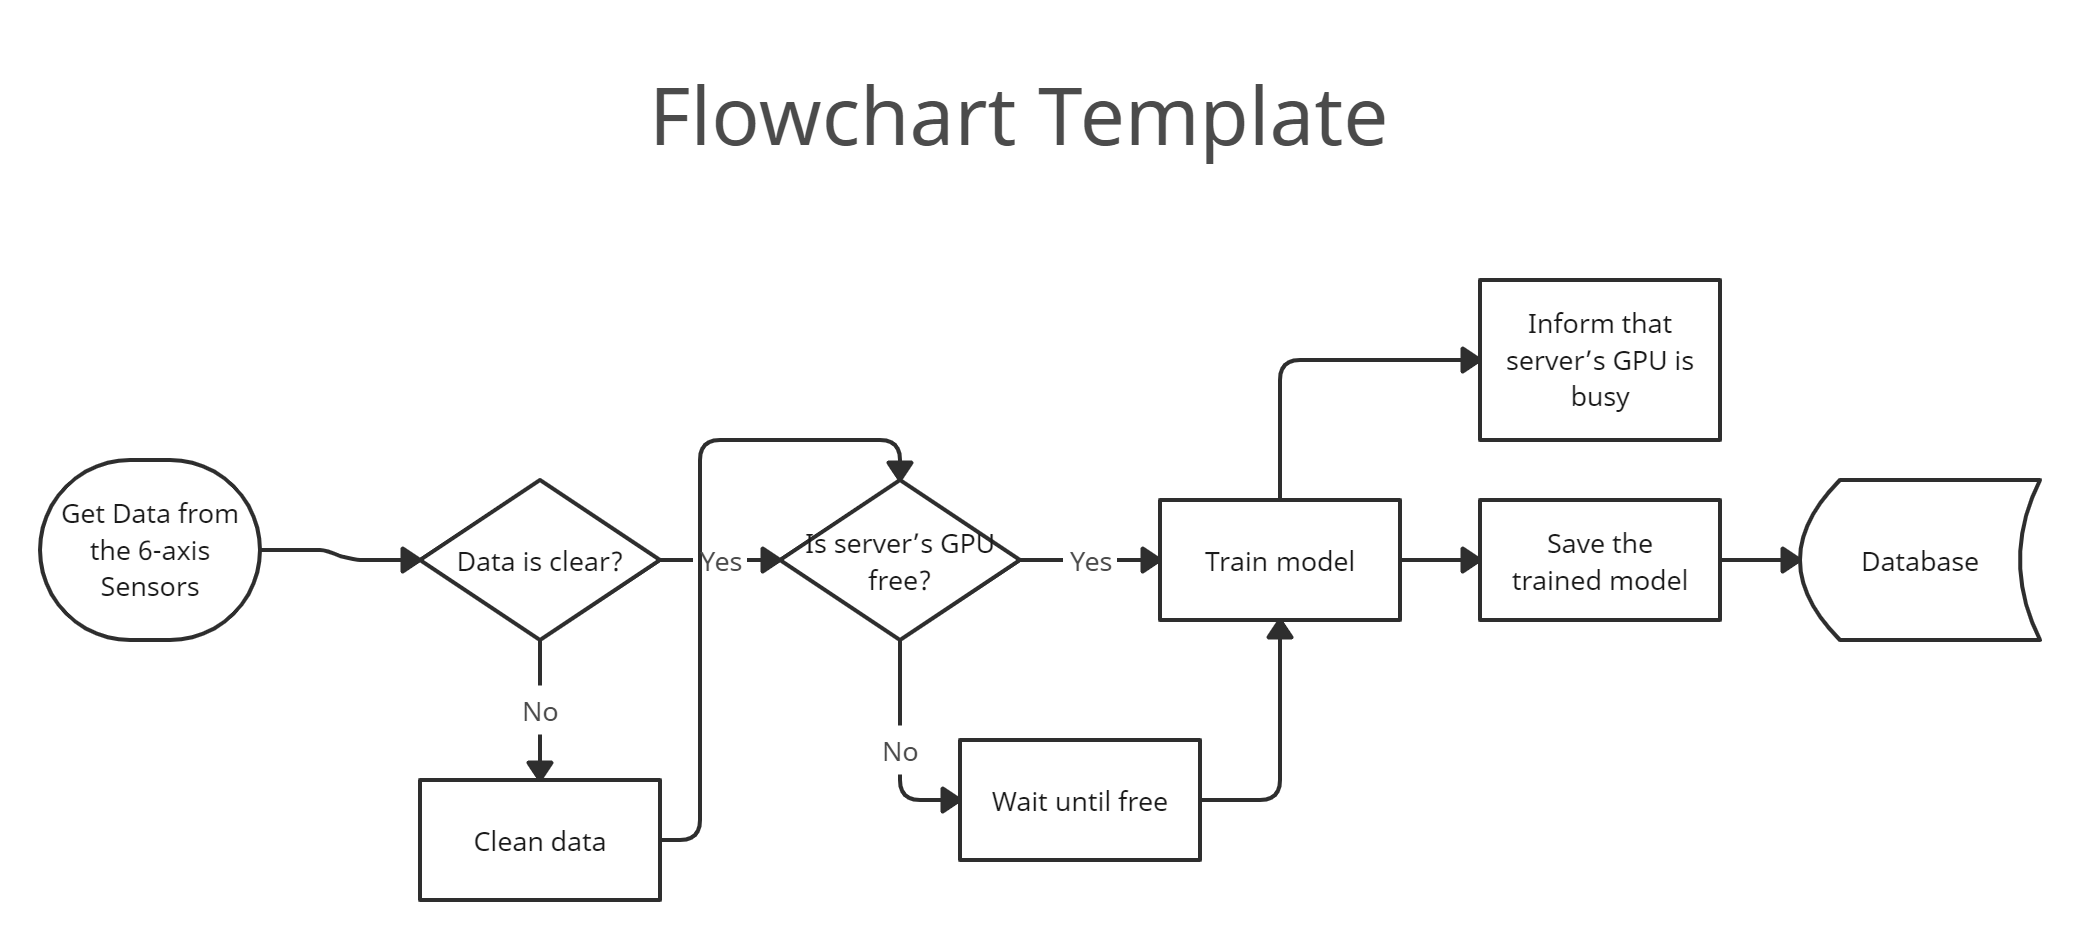 Flowchart Template
Get Data from
the 6-axis
Sensors
Data is clear?
Yes
No
Clean data
Is server’s GPU
free?
Yes
No
Wait until free
Train model
Inform that
server’s GPU is
busy
Save the
trained model
Database